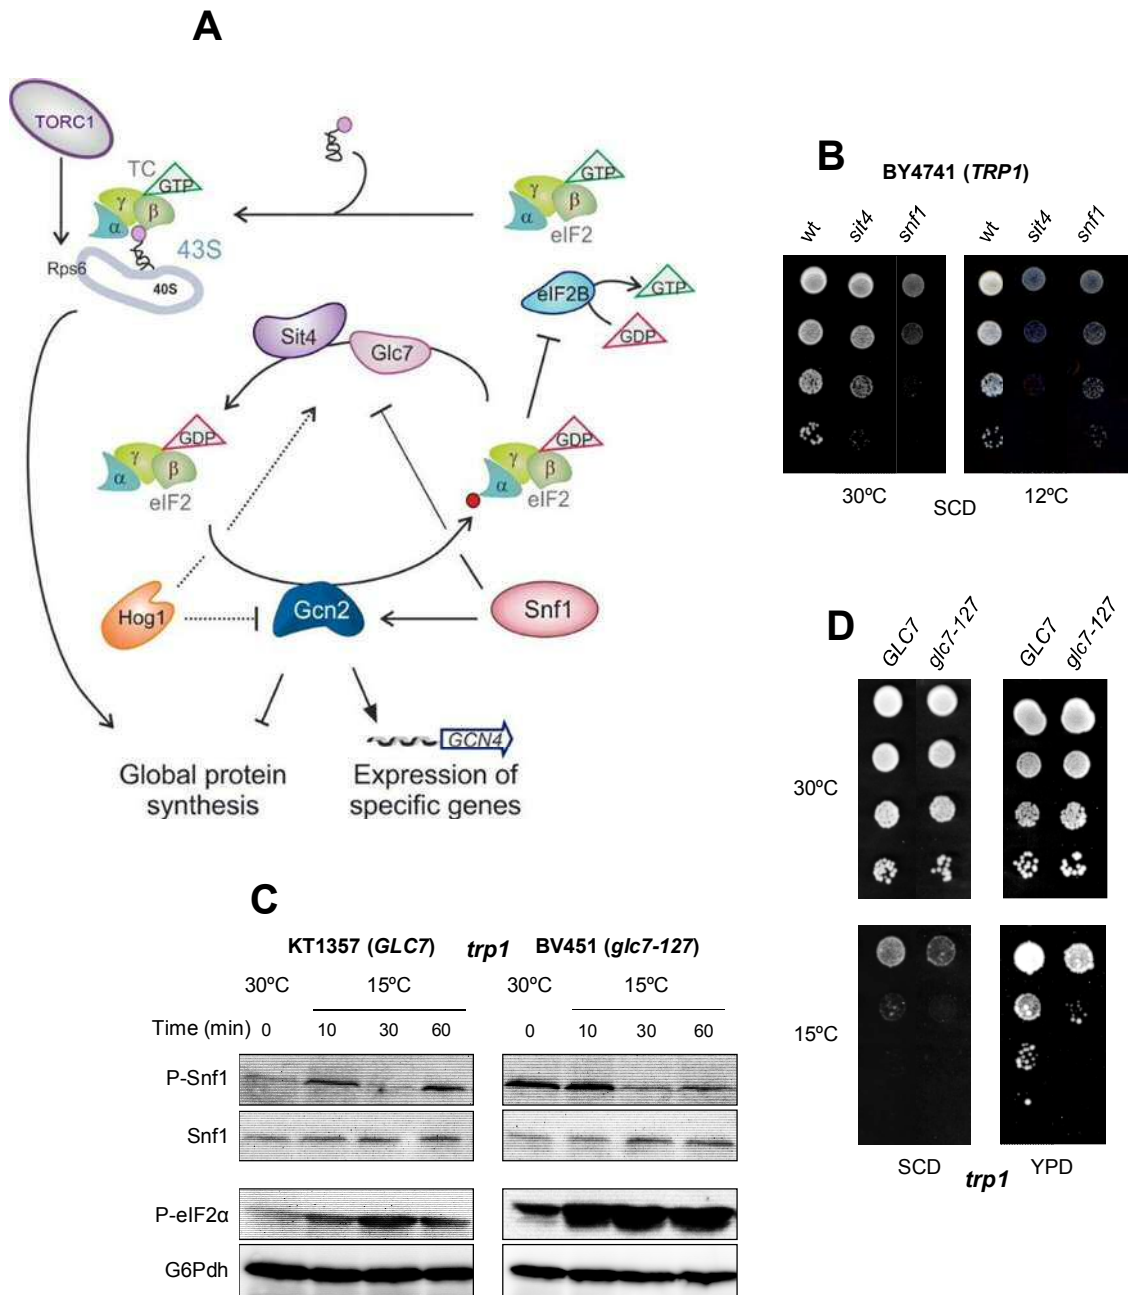 A
TORC1
TC
GTP
γ
β
α
43S
Rps6
40S
GTP
γ
β
α
eIF2
eIF2B
GTP
GDP
Sit4
Glc7
GDP
γ
β
α
eIF2
GDP
γ
β
α
eIF2
Hog1
Gcn2
Snf1
GCN4
Global protein
synthesis
Expression of
specific genes
B
BY4741 (TRP1)
wt sit4 snf1 wt sit4 snf1
30ºC 12ºC
SCD
C
KT1357 (GLC7) trp1 BV451 (glc7-127)
30ºC 15ºC 30ºC 15ºC
Time (min) 0 10 30 60 0 10 30 60
P-Snf1
Snf1
P-eIF2α
G6Pdh
D
GLC7 glc7-127 GLC7 glc7-127
30ºC
15ºC
SCD trp1 YPD